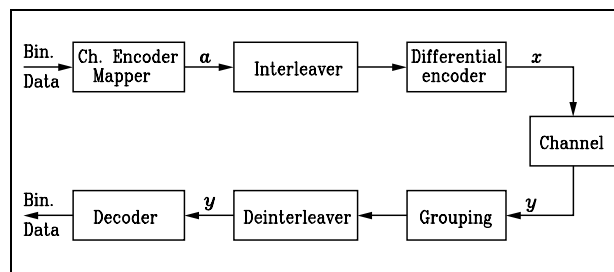 Bin.
Data
Ch. Encoder
Mapper
a
Interleaver
Differential
encoder
x
Channel
y
Grouping
Deinterleaver
y
Decoder
Bin.
Data